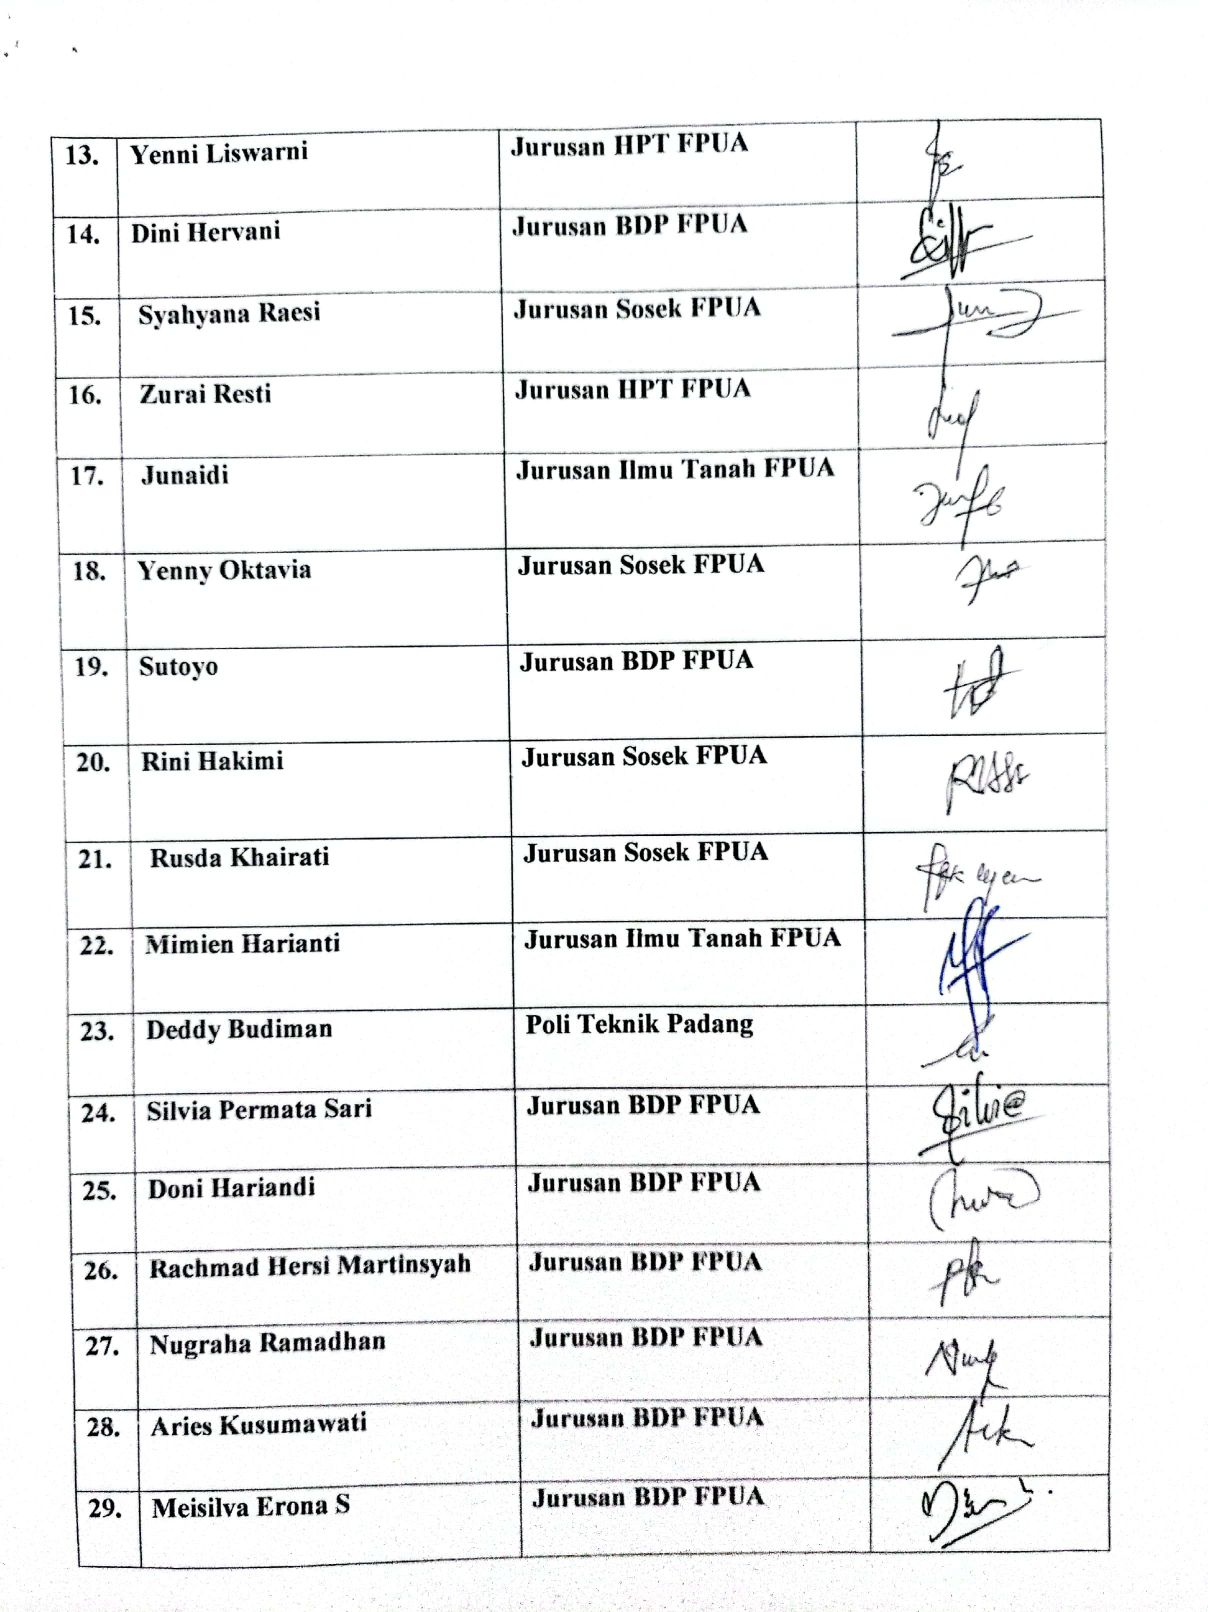 13. Yenni Liswarni Jurusan HPT FPUA
14. Dini Hervani Jurusan BDP FPUA
15. Syahyana Raesi Jurusan Sosek FPUA
16. Zurai Resti Jurusan HPT FPUA
17. Junaidi Jurusan Ilmu Tanah FPUA
18. Yenny Oktavia Jurusan Sosek FPUA
19. Sutoyo Jurusan BDP FPUA
20. Rini Hakimi Jurusan Sosek FPUA
21. Rusda Khairati Jurusan Sosek FPUA
22. Mimien Harianti Jurusan Ilmu Tanah FPUA
23. Deddy Budiman Poli Teknik Padang
24. Silvia Permata Sari Jurusan BDP FPUA
25. Doni Hariandi Jurusan BDP FPUA
26. Rachmad Hersi Martinsyah Jurusan BDP FPUA
27. Nugraha Ramadhan Jurusan BDP FPUA
28. Aries Kusumawati Jurusan BDP FPUA
29. Meisilva Erona S Jurusan BDP FPUA